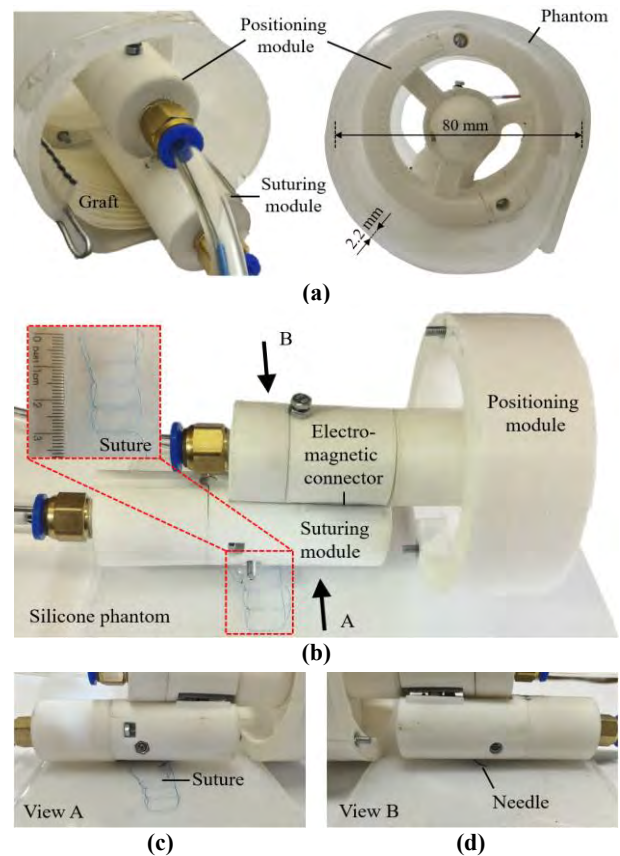 Positioning
module
Phantom
80 mm
Graft
Suturing
module
2.2 mm
(a)
B
Positioning
module
Electro-
magnetic
connector
Suture
Suturing
module
Silicone phantom
A
(b)
Suture
View A
Needle
View B
(c)
(d)